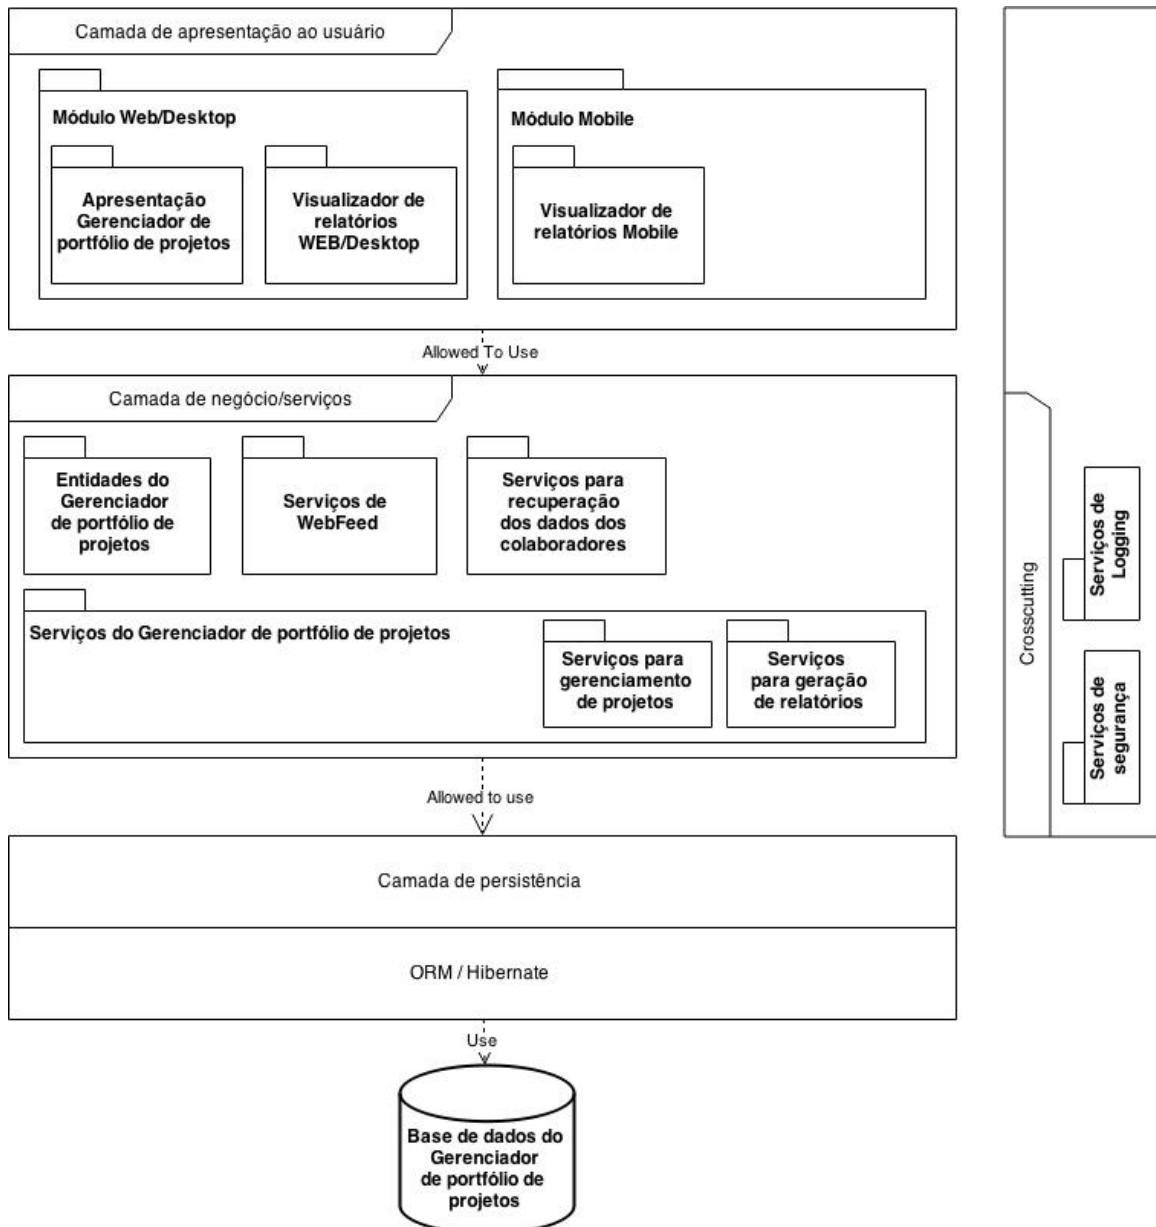 Camada de apresentação ao usuário
Módulo Web/Desktop
Apresentação
Gerenciador de
portfólio de projetos
Visualizador de
relatórios
WEB/Desktop
Módulo Mobile
Visualizador de
relatórios Mobile
Allowed To Use
Camada de negócio/serviços
Entidades do
Gerenciador
de portfólio de
projetos
Serviços de
WebFeed
Serviços para
recuperação
dos dados dos
colaboradores
Serviços do Gerenciador de portfólio de projetos
Serviços para
gerenciamento
de projetos
Serviços
para geração
de relatórios
Allowed to use
Camada de persistência
ORM / Hibernate
Use
Base de dados do
Gerenciador
de portfólio de
projetos
Crosscutting
Serviços de
Logging
Serviços de
segurança